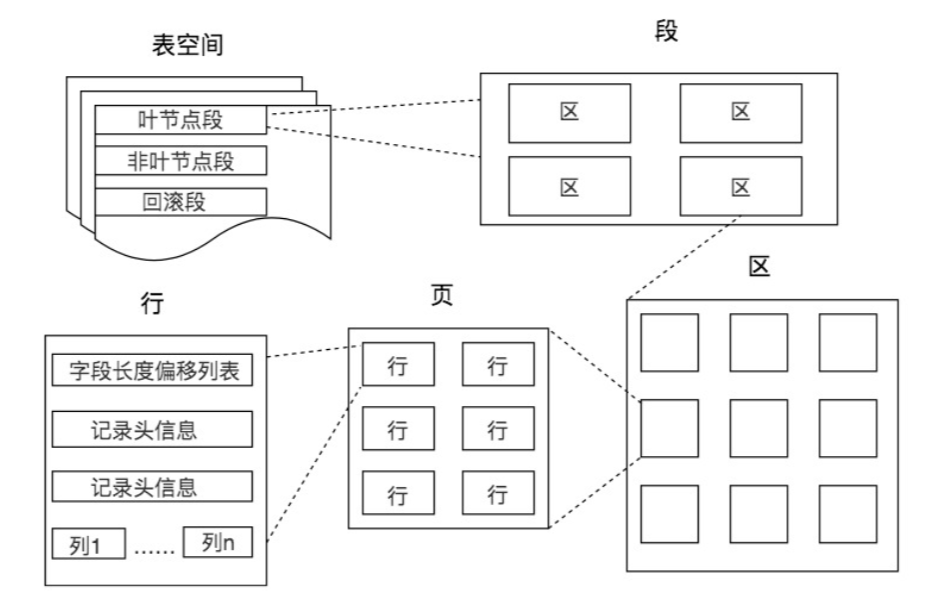 表空间
叶节点段
非叶节点段
回滚段
段
区 区
区 区
区
页
行 行
行 行
行 行
行
字段长度偏移列表
记录头信息
记录头信息
列1 …… 列n